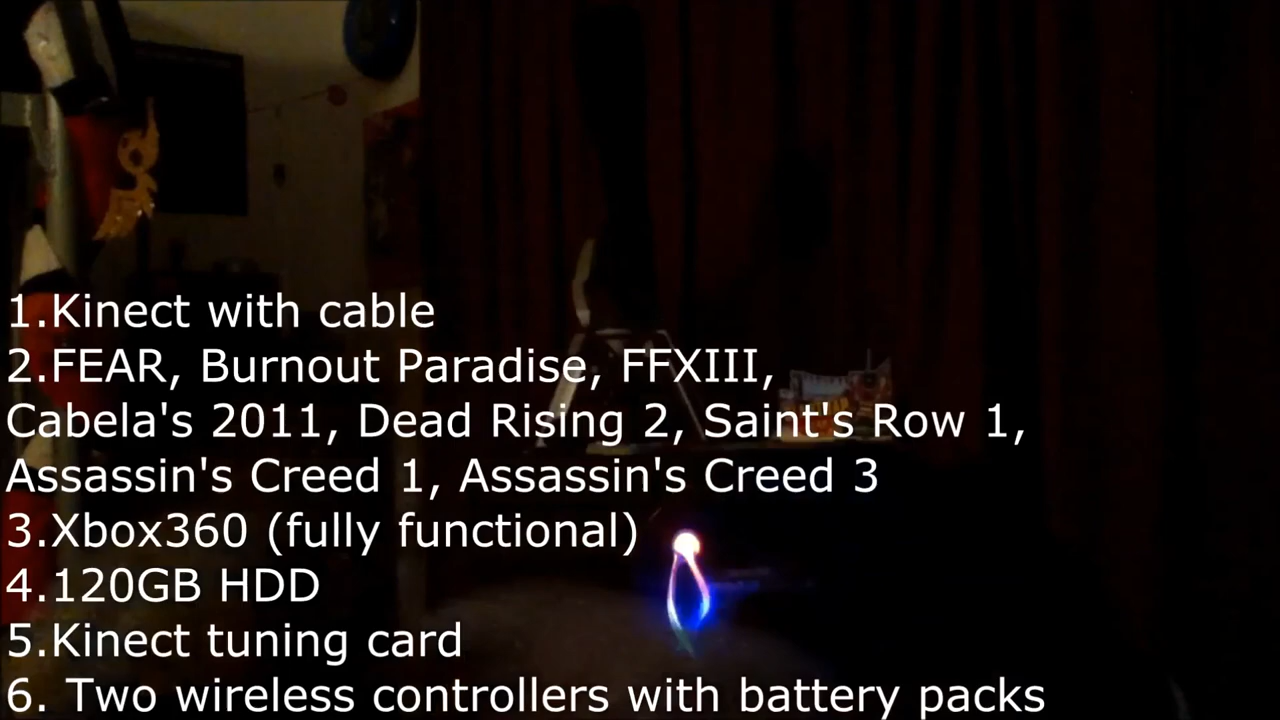 1.Kinect with cable
2.FEAR, Burnout Paradise, FFXIII,
Cabela's 2011, Dead Rising 2, Saint's Row 1,
Assassin's Creed 1, Assassin's Creed 3
3.Xbox360 (fully functional)
4.120GB HDD
5.Kinect tuning card
6. Two wireless controllers with battery packs